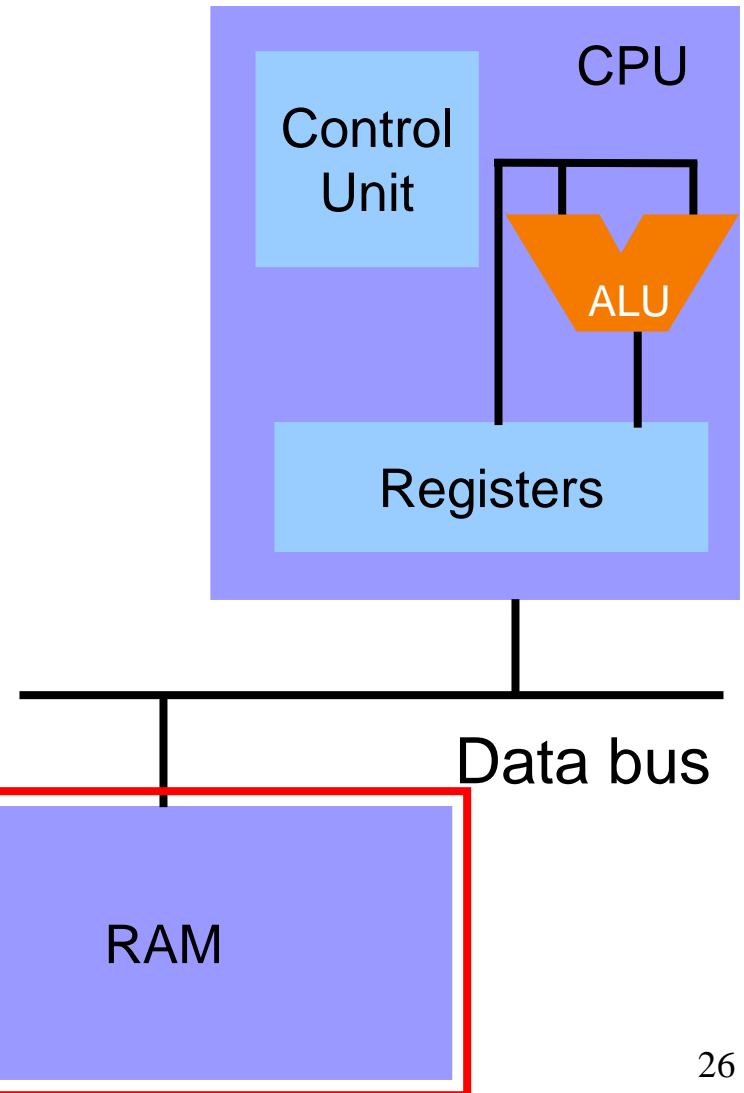 CPU
Control
Unit
ALU
Registers
Data bus
RAM
26